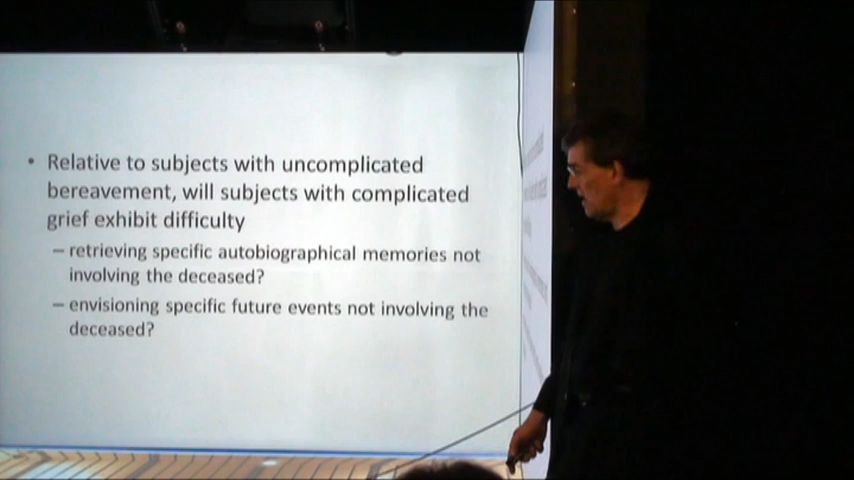 • Relative to subjects with uncomplicated
bereavement, will subjects with complicated
grief exhibit difficulty
– retrieving specific autobiographical memories not
involving the deceased?
– envisioning specific future events not involving the
deceased?